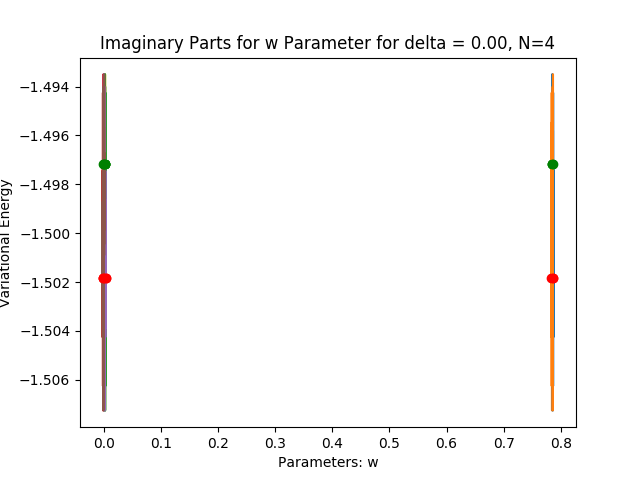 Imaginary Parts for w Parameter for delta = 0.00, N=4
−1.494
−1.496
−1.498
−1.500
−1.502
−1.504
−1.506
Variational Energy
0.0 0.1 0.2 0.3 0.4 0.5 0.6 0.7 0.8
Parameters: w